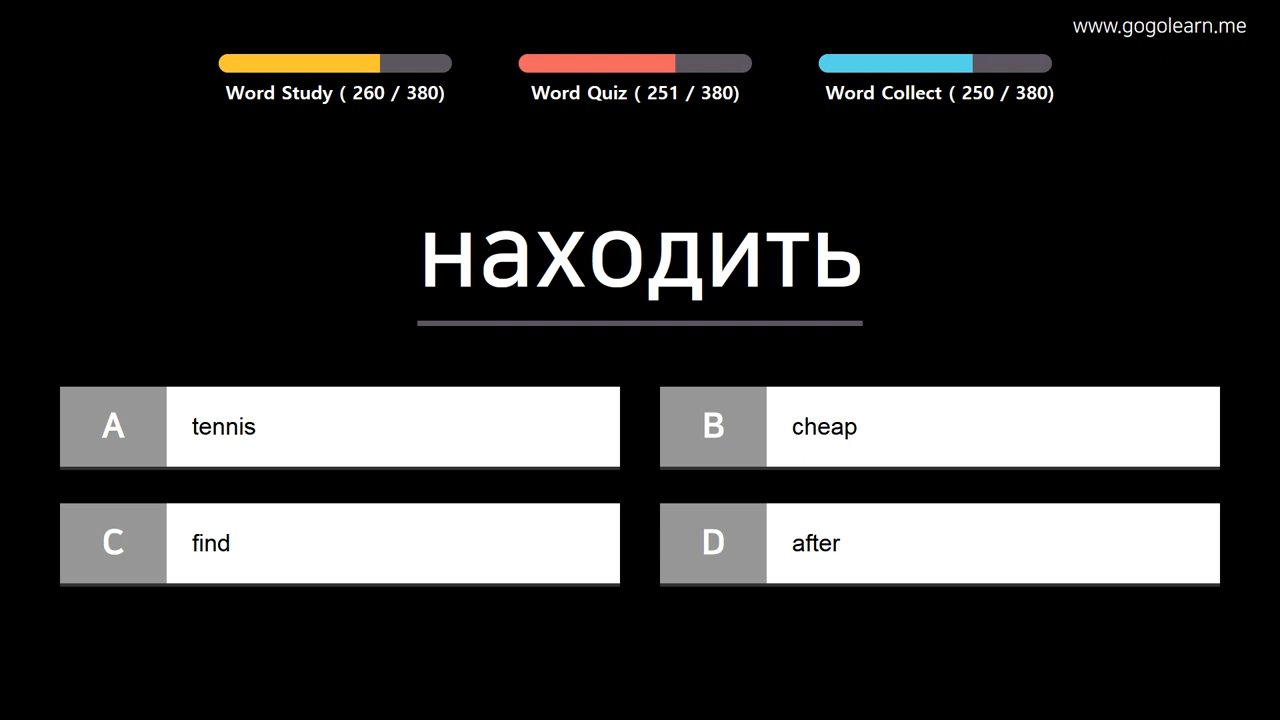 www.gogolearn.me
Word Study ( 260 / 380)
Word Quiz ( 251 / 380)
Word Collect ( 250 / 380)
находить
A
tennis
B
cheap
C
find
D
after